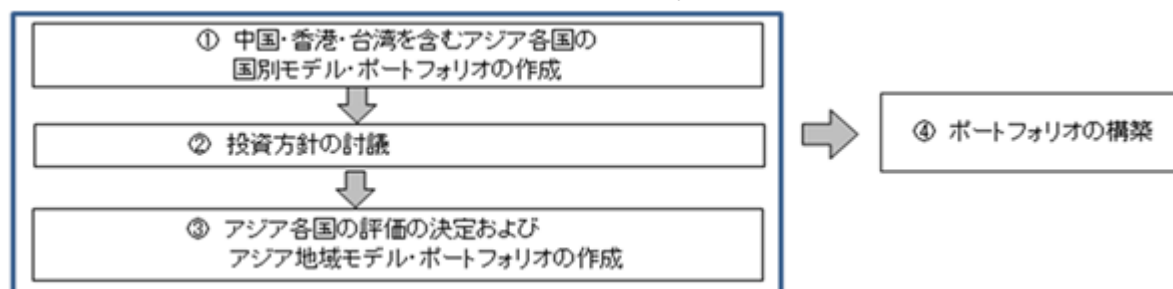 ① 中国・香港・台湾を含むアジア各国の
国別モデル・ポートフォリオの作成
② 投資方針の討議
③ アジア各国の評価の決定および
アジア地域モデル・ポートフォリオの作成
④ ポートフォリオの構築